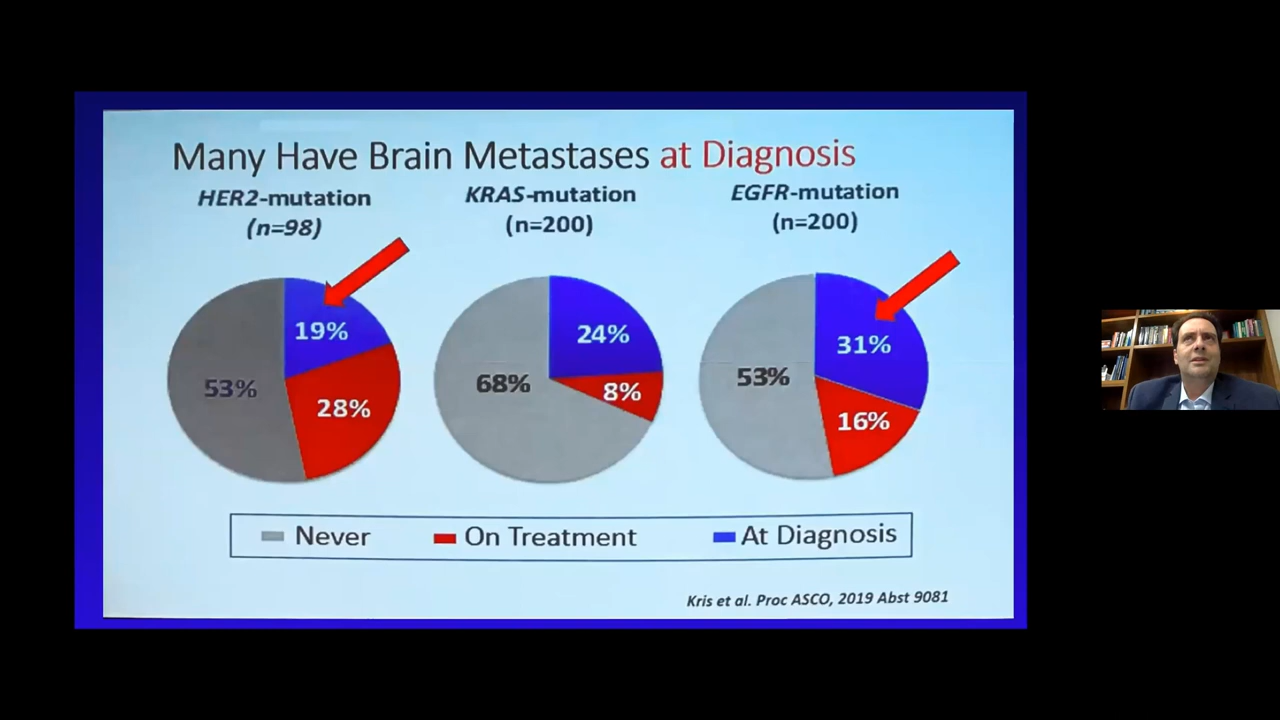 Many Have Brain Metastases at Diagnosis
HER2-mutation
(n=98)
KRAS-mutation
(n=200)
EGFR-mutation
(n=200)
19%
53%
28%
24%
68%
8%
31%
53%
16%
Never
On Treatment
At Diagnosis
Kris et al. Proc ASCO, 2019 Abst 9081